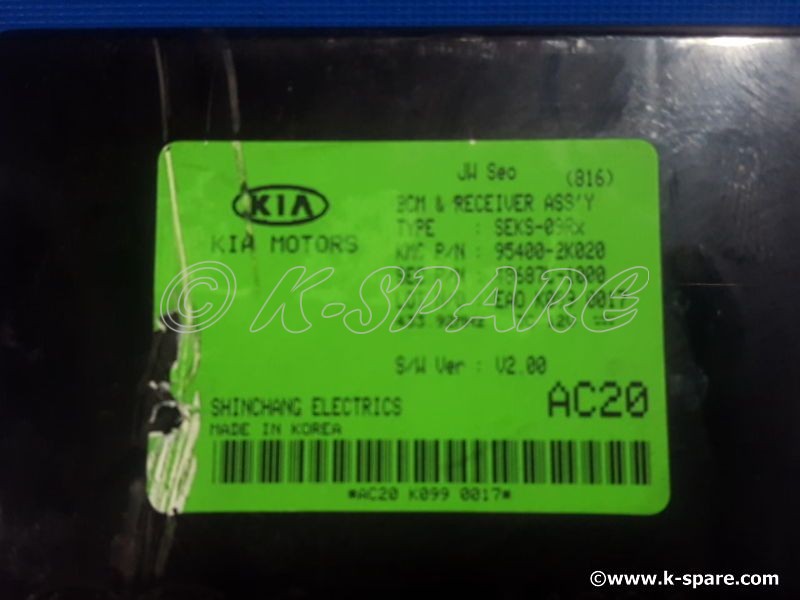 JW Seo (816)
KIA
BCM & RECEIVER ASS'Y
TYPE : SEKS-09Rx
KIA MOTORS
KMC P/N : 95400-2K020
© K-SPARE
S/W Ver : V2.00
SHINCHANG ELECTRICS
AC20
MADE IN KOREA
*AC20 K099 0017*
©www.k-spare.com